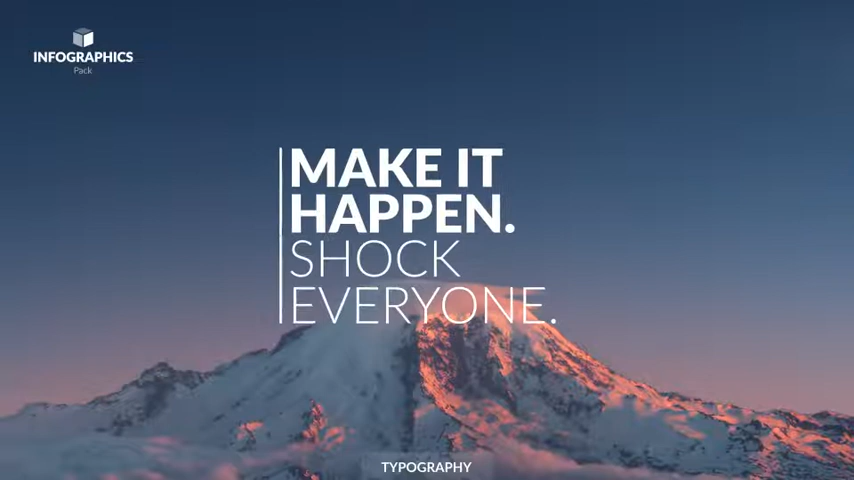 INFOGRAPHICS
Pack
MAKE IT
HAPPEN.
SHOCK
EVERYONE.
TYPOGRAPHY